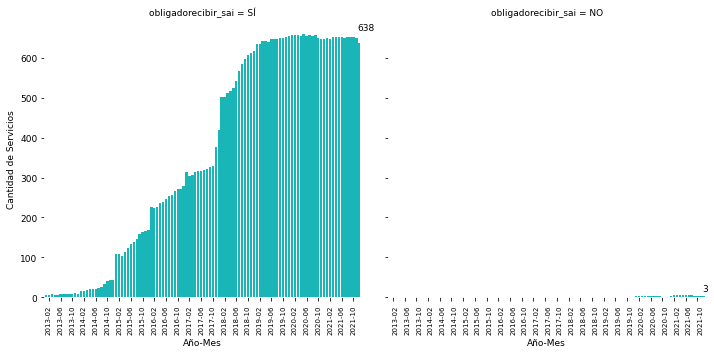 obligadorecibir_sai = SÍ
obligadorecibir_sai = NO
638
3
Cantidad de Servicios
600
500
400
300
200
100
0
2013-02 2013-06 2013-10 2014-02 2014-06 2014-10 2015-02 2015-06 2015-10 2016-02 2016-06 2016-10 2017-02 2017-06 2017-10 2018-02 2018-06 2018-10 2019-02 2019-06 2019-10 2020-02 2020-06 2020-10 2021-02 2021-06 2021-10
2013-02 2013-06 2013-10 2014-02 2014-06 2014-10 2015-02 2015-06 2015-10 2016-02 2016-06 2016-10 2017-02 2017-06 2017-10 2018-02 2018-06 2018-10 2019-02 2019-06 2019-10 2020-02 2020-06 2020-10 2021-02 2021-06 2021-10
Año-Mes
Año-Mes